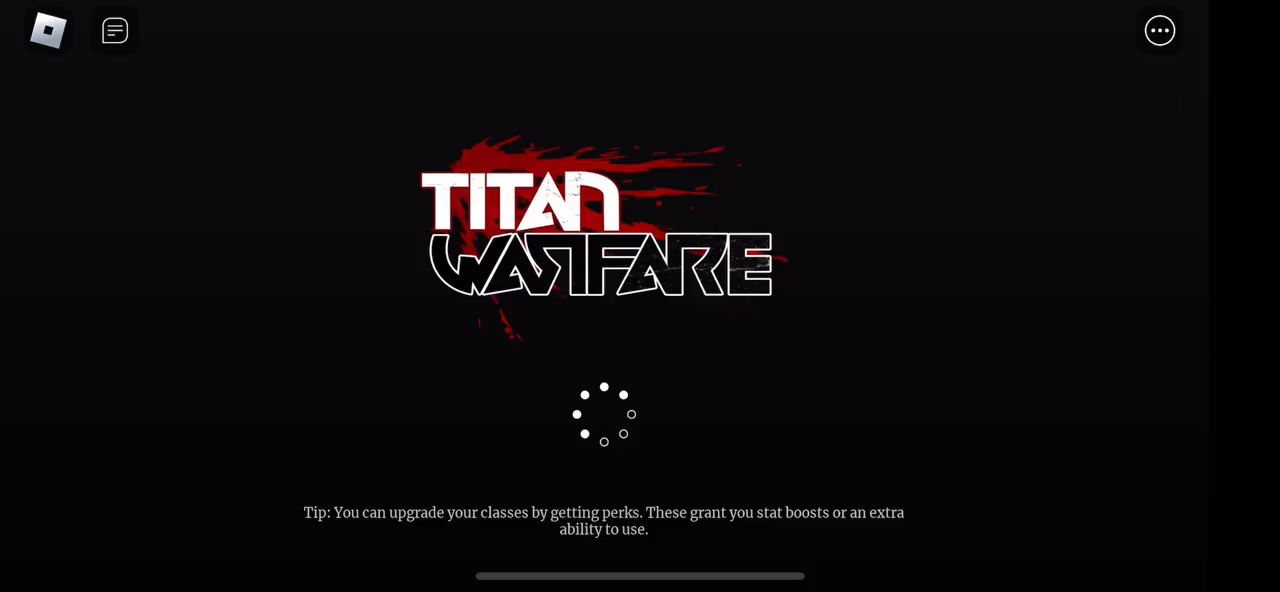 TITAN
WARFARE
Tip: You can upgrade your classes by getting perks. These grant you stat boosts or an extra
ability to use.